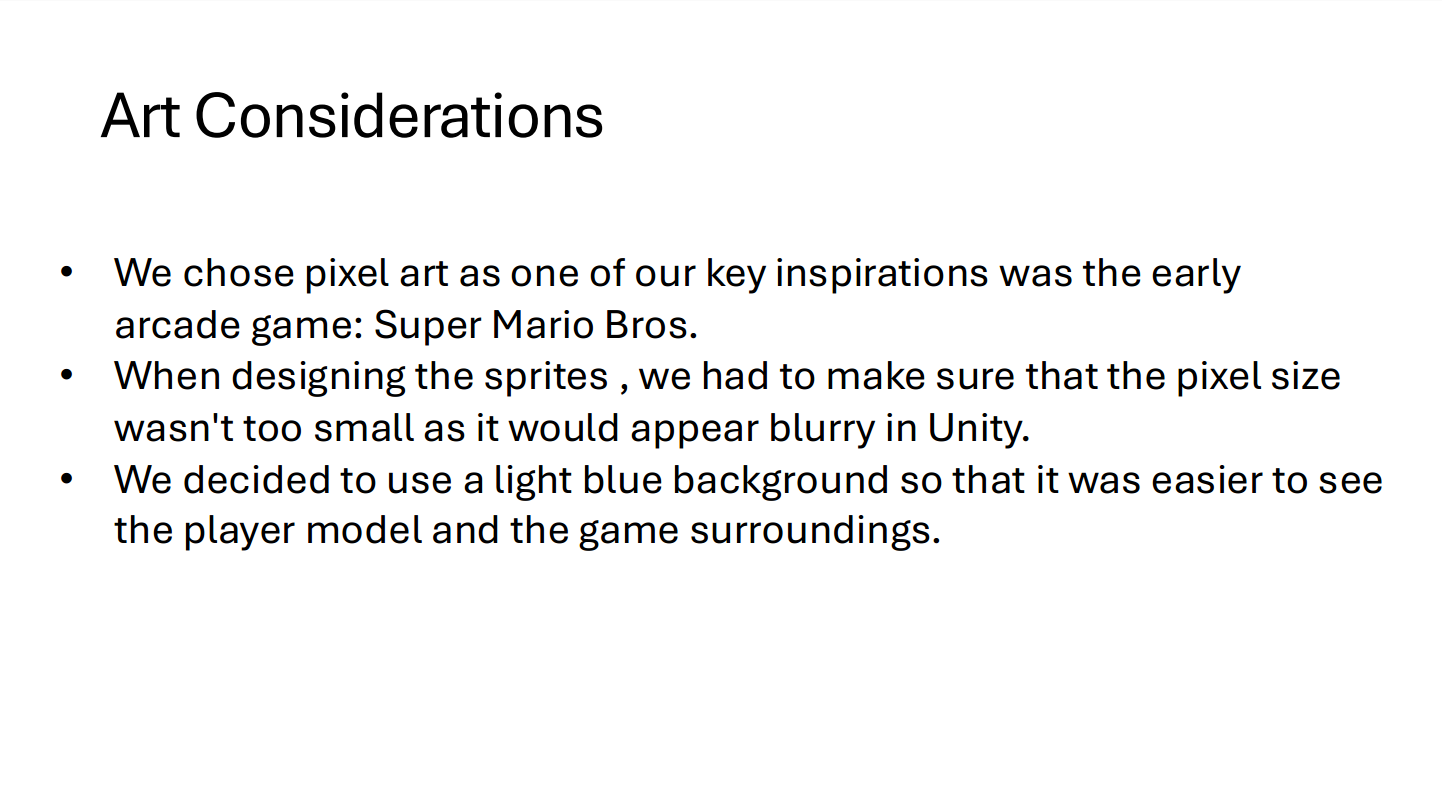 Art Considerations
• We chose pixel art as one of our key inspirations was the early
arcade game: Super Mario Bros.
• When designing the sprites , we had to make sure that the pixel size
wasn't too small as it would appear blurry in Unity.
• We decided to use a light blue background so that it was easier to see
the player model and the game surroundings.